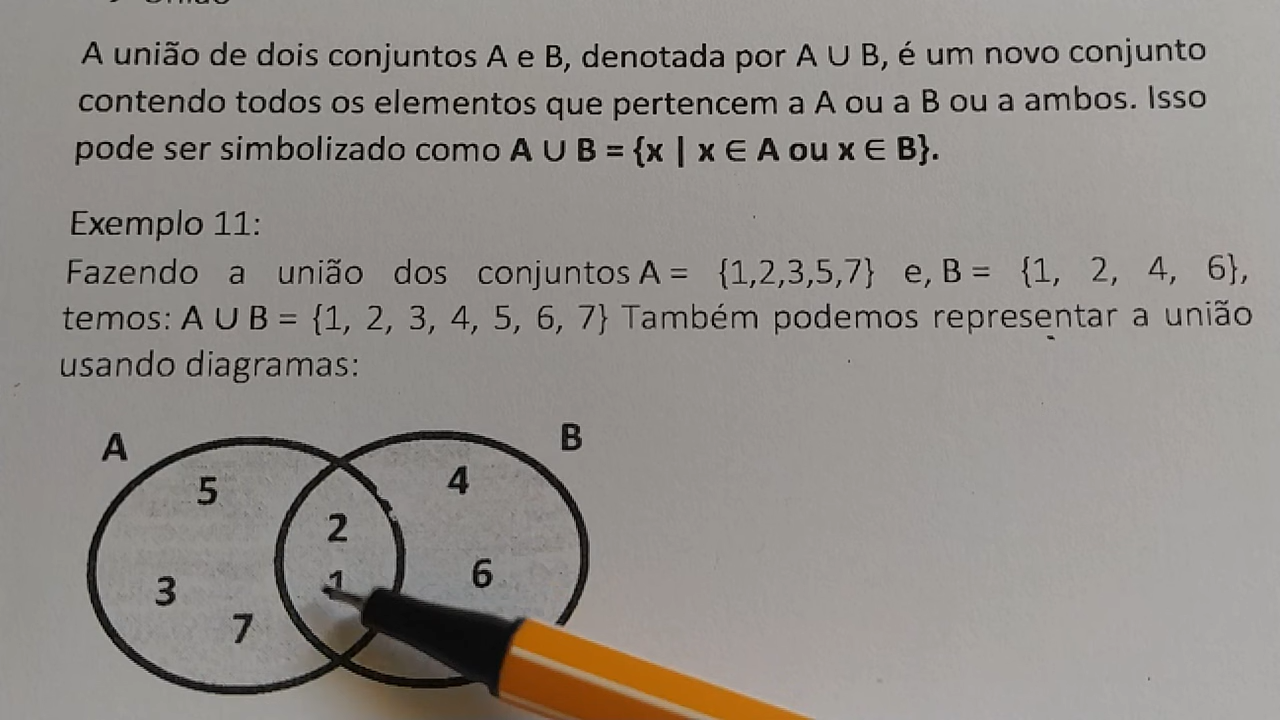 A união de dois conjuntos A e B, denotada por A ∪ B, é um novo conjunto
contendo todos os elementos que pertencem a A ou a B ou a ambos. Isso
pode ser simbolizado como A ∪ B = {x | x ∈ A ou x ∈ B}.
Exemplo 11:
Fazendo a união dos conjuntos A = {1,2,3,5,7} e, B = {1, 2, 4, 6},
temos: A ∪ B = {1, 2, 3, 4, 5, 6, 7} Também podemos representar a união
usando diagramas:
A B
5 4
2
3 1 6
7